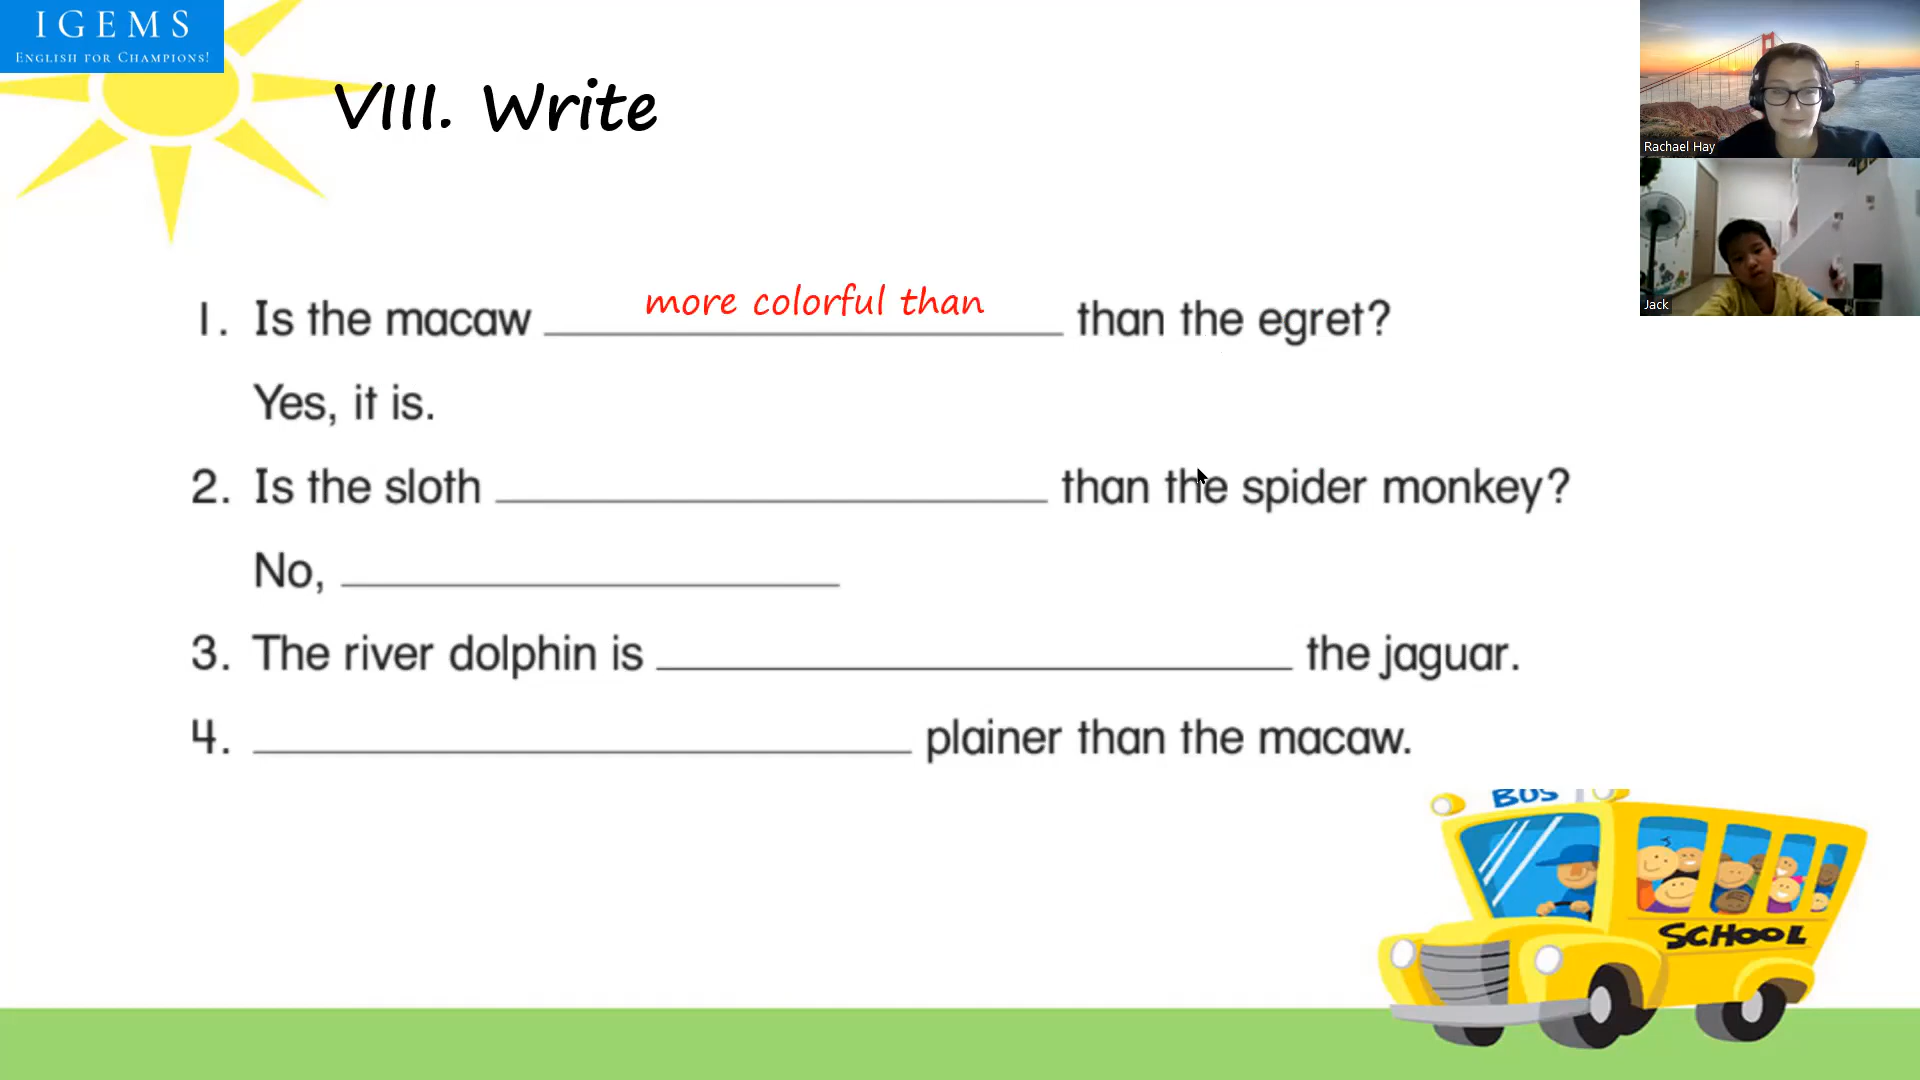 IGEMS
ENGLISH FOR CHAMPIONS!
VIII. Write
1. Is the macaw more colorful than than the egret?
Yes, it is.
2. Is the sloth than the spider monkey?
No,
3. The river dolphin is the jaguar.
4. plainer than the macaw.
Rachael Hay
Jack
BUS
SCHOOL